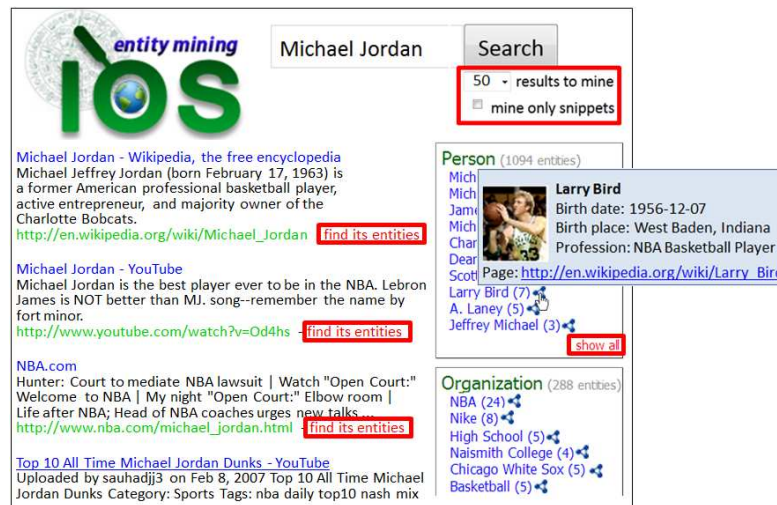 entity mining
ios
Michael Jordan
Search
50 results to mine
mine only snippets
Michael Jordan - Wikipedia, the free encyclopedia
Michael Jeffrey Jordan (born February 17, 1963) is
a former American professional basketball player,
active entrepreneur, and majority owner of the
Charlotte Bobcats.
http://en.wikipedia.org/wiki/Michael_Jordan find its entities
Michael Jordan - YouTube
Michael Jordan is the best player ever to be in the NBA. Lebron
James is NOT better than MJ. song--remember the name by
fort minor.
http://www.youtube.com/watch?v=Od4hs - find its entities
NBA.com
Hunter: Court to mediate NBA lawsuit | Watch "Open Court:"
Welcome to NBA | My night "Open Court:" Elbow room |
Life after NBA; Head of NBA coaches urges new talks ...
http://www.nba.com/michael_jordan.html - find its entities
Top 10 All Time Michael Jordan Dunks - YouTube
Uploaded by sauhadjj3 on Feb 8, 2007 Top 10 All Time Michael
Jordan Dunks Category: Sports Tags: nba daily top10 nash mix
Person (1094 entities)
Mich
Mich
Jame
Mich
Char
Dean
Scott
Larry Bird (7)
A. Laney (5)
Jeffrey Michael (3)
show all
Larry Bird
Birth date: 1956-12-07
Birth place: West Baden, Indiana
Profession: NBA Basketball Player
Page: http://en.wikipedia.org/wiki/Larry_Bird
33
Organization (288 entities)
NBA (24)
Nike (8)
High School (5)
Naismith College (4)
Chicago White Sox (5)
Basketball (5)